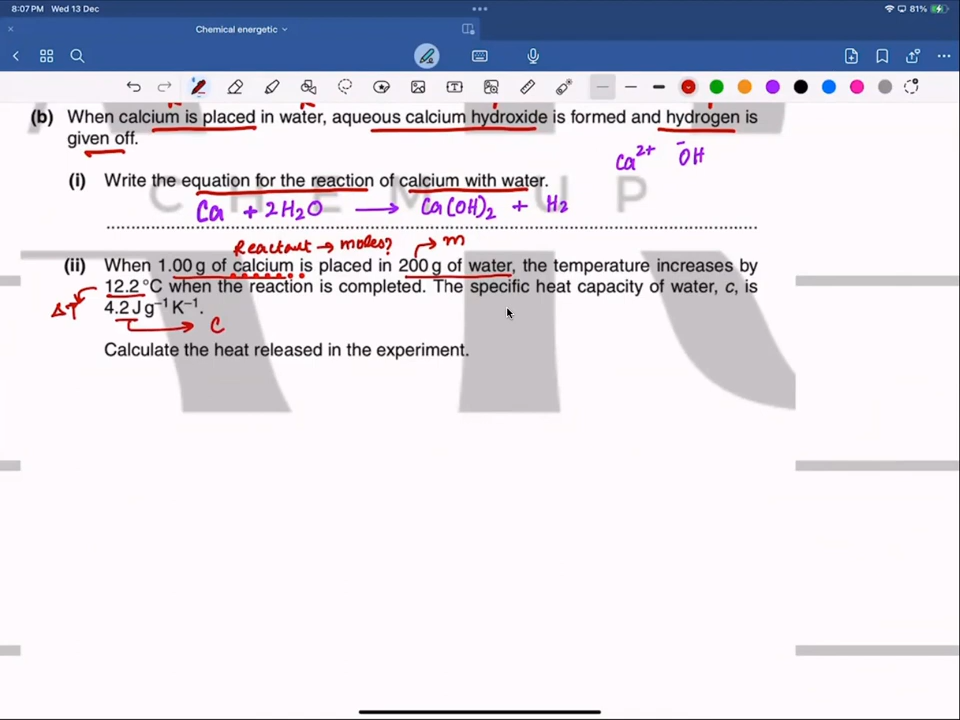 8:07 PM Wed 13 Dec
81%
Chemical energetic
(b) When calcium is placed in water, aqueous calcium hydroxide is formed and hydrogen is
given off.
Ca²⁺ ⁻OH
(i) Write the equation for the reaction of calcium with water.
Ca + 2H₂O ⟶ Ca(OH)₂ + H₂
Reactant → moles? → m
(ii) When 1.00 g of calcium is placed in 200 g of water, the temperature increases by
12.2 °C when the reaction is completed. The specific heat capacity of water, c, is
ΔT
4.2 J g⁻¹ K⁻¹.
→ C
Calculate the heat released in the experiment.
CHEM UP